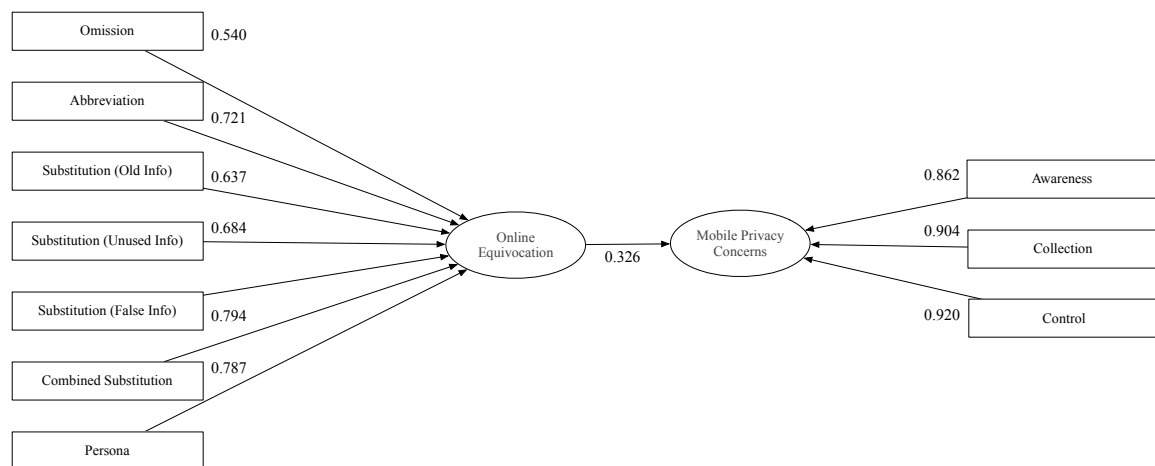 Omission
0.540
Abbreviation
0.721
Substitution (Old Info)
0.637
Substitution (Unused Info)
0.684
Substitution (False Info)
0.794
Combined Substitution
0.787
Persona
Online
Equivocation
0.326
Mobile Privacy
Concerns
0.862
Awareness
0.904
Collection
0.920
Control